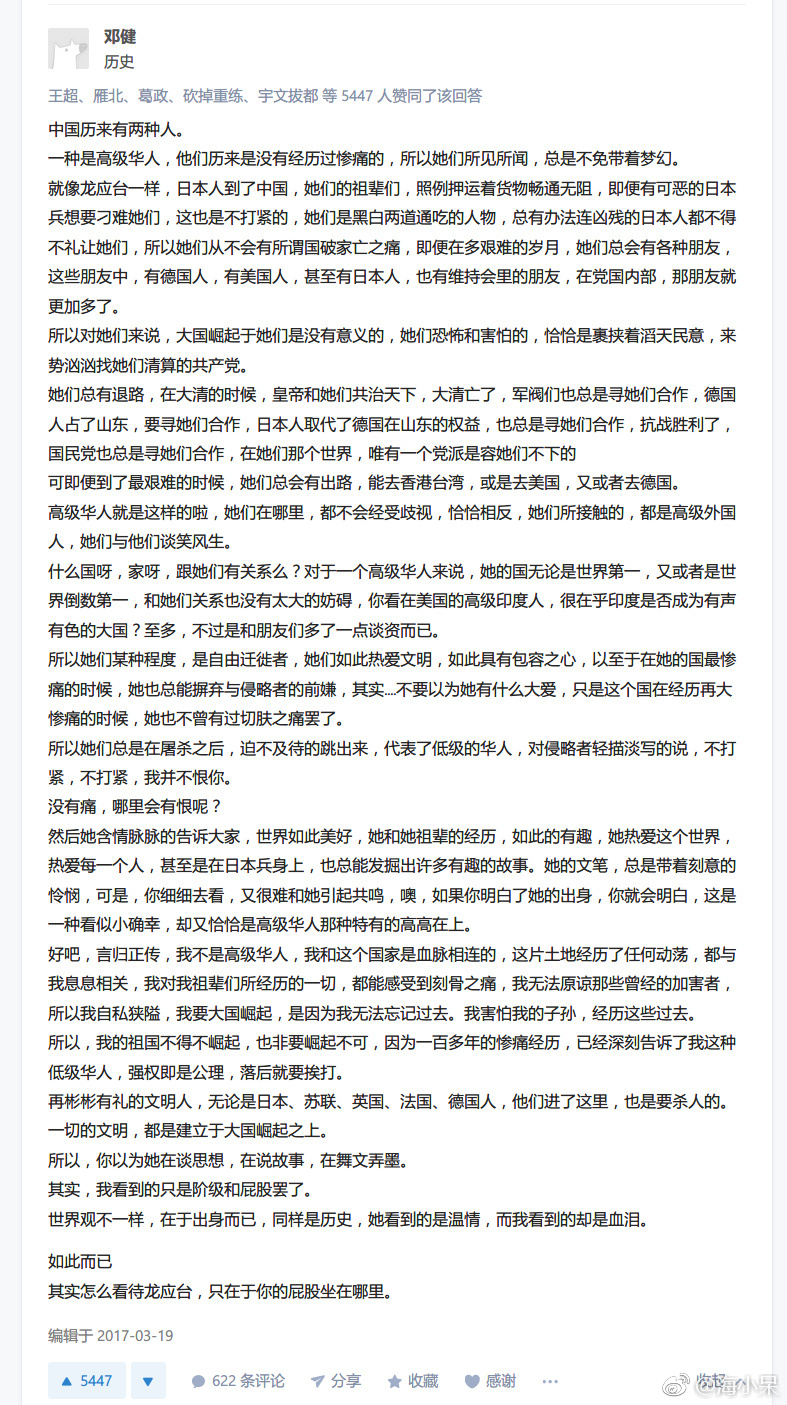 邓健
历史
王超、雁北、葛政、砍掉重练、宇文拔都 等 5447 人赞同了该回答
中国历来有两种人。
一种是高级华人，他们历来是没有经历过惨痛的，所以她们所见所闻，总是不免带着梦幻。
就像龙应台一样，日本人到了中国，她们的祖辈们，照例押运着货物畅通无阻，即便有可恶的日本
兵想要刁难她们，这也是不打紧的，她们是黑白两道通吃的人物，总有办法连凶残的日本人都不得
不礼让她们，所以她们从不会有所谓国破家亡之痛，即便在多艰难的岁月，她们总会有各种朋友，
这些朋友中，有德国人，有美国人，甚至有日本人，也有维持会里的朋友，在党国内部，那朋友就
更加多了。
所以对她们来说，大国崛起于她们是没有意义的，她们恐怖和害怕的，恰恰是裹挟着滔天民意，来
势汹汹找她们清算的共产党。
她们总有退路，在大清的时候，皇帝和她们共治天下，大清亡了，军阀们也总是寻她们合作，德国
人占了山东，要寻她们合作，日本人取代了德国在山东的权益，也总是寻她们合作，抗战胜利了，
国民党也总是寻她们合作，在她们那个世界，唯有一个党派是容她们不下的
可即便到了最艰难的时候，她们总会有出路，能去香港台湾，或是去美国，又或者去德国。
高级华人就是这样的啦，她们在哪里，都不会经受歧视，恰恰相反，她们所接触的，都是高级外国
人，她们与他们谈笑风生。
什么国呀，家呀，跟她们有关系么？对于一个高级华人来说，她的国无论是世界第一，又或者是世
界倒数第一，和她们关系也没有太大的妨碍，你看在美国的高级印度人，很在乎印度是否成为有声
有色的大国？至多，不过是和朋友们多了一点谈资而已。
所以她们某种程度，是自由迁徙者，她们如此热爱文明，如此具有包容之心，以至于在她的国最惨
痛的时候，她也总能摒弃与侵略者的前嫌，其实....不要以为她有什么大爱，只是这个国在经历再大
惨痛的时候，她也不曾有过切肤之痛罢了。
所以她们总是在屠杀之后，迫不及待的跳出来，代表了低级的华人，对侵略者轻描淡写的说，不打
紧，不打紧，我并不恨你。
没有痛，哪里会有恨呢？
然后她含情脉脉的告诉大家，世界如此美好，她和她祖辈的经历，如此的有趣，她热爱这个世界，
热爱每一个人，甚至是在日本兵身上，也总能发掘出许多有趣的故事。她的文笔，总是带着刻意的
怜悯，可是，你细细去看，又很难和她引起共鸣，噢，如果你明白了她的出身，你就会明白，这是
一种看似小确幸，却又恰恰是高级华人那种特有的高高在上。
好吧，言归正传，我不是高级华人，我和这个国家是血脉相连的，这片土地经历了任何动荡，都与
我息息相关，我对我祖辈们所经历的一切，都能感受到刻骨之痛，我无法原谅那些曾经的加害者，
所以我自私狭隘，我要大国崛起，是因为我无法忘记过去。我害怕我的子孙，经历这些过去。
所以，我的祖国不得不崛起，也非要崛起不可，因为一百多年的惨痛经历，已经深刻告诉了我这种
低级华人，强权即是公理，落后就要挨打。
再彬彬有礼的文明人，无论是日本、苏联、英国、法国、德国人，他们进了这里，也是要杀人的。
一切的文明，都是建立于大国崛起之上。
所以，你以为她在谈思想，在说故事，在舞文弄墨。
其实，我看到的只是阶级和屁股罢了。
世界观不一样，在于出身而已，同样是历史，她看到的是温情，而我看到的却是血泪。
如此而已
其实怎么看待龙应台，只在于你的屁股坐在哪里。
编辑于 2017-03-19
5447 622 条评论 分享 收藏 感谢 收起
@海小呆